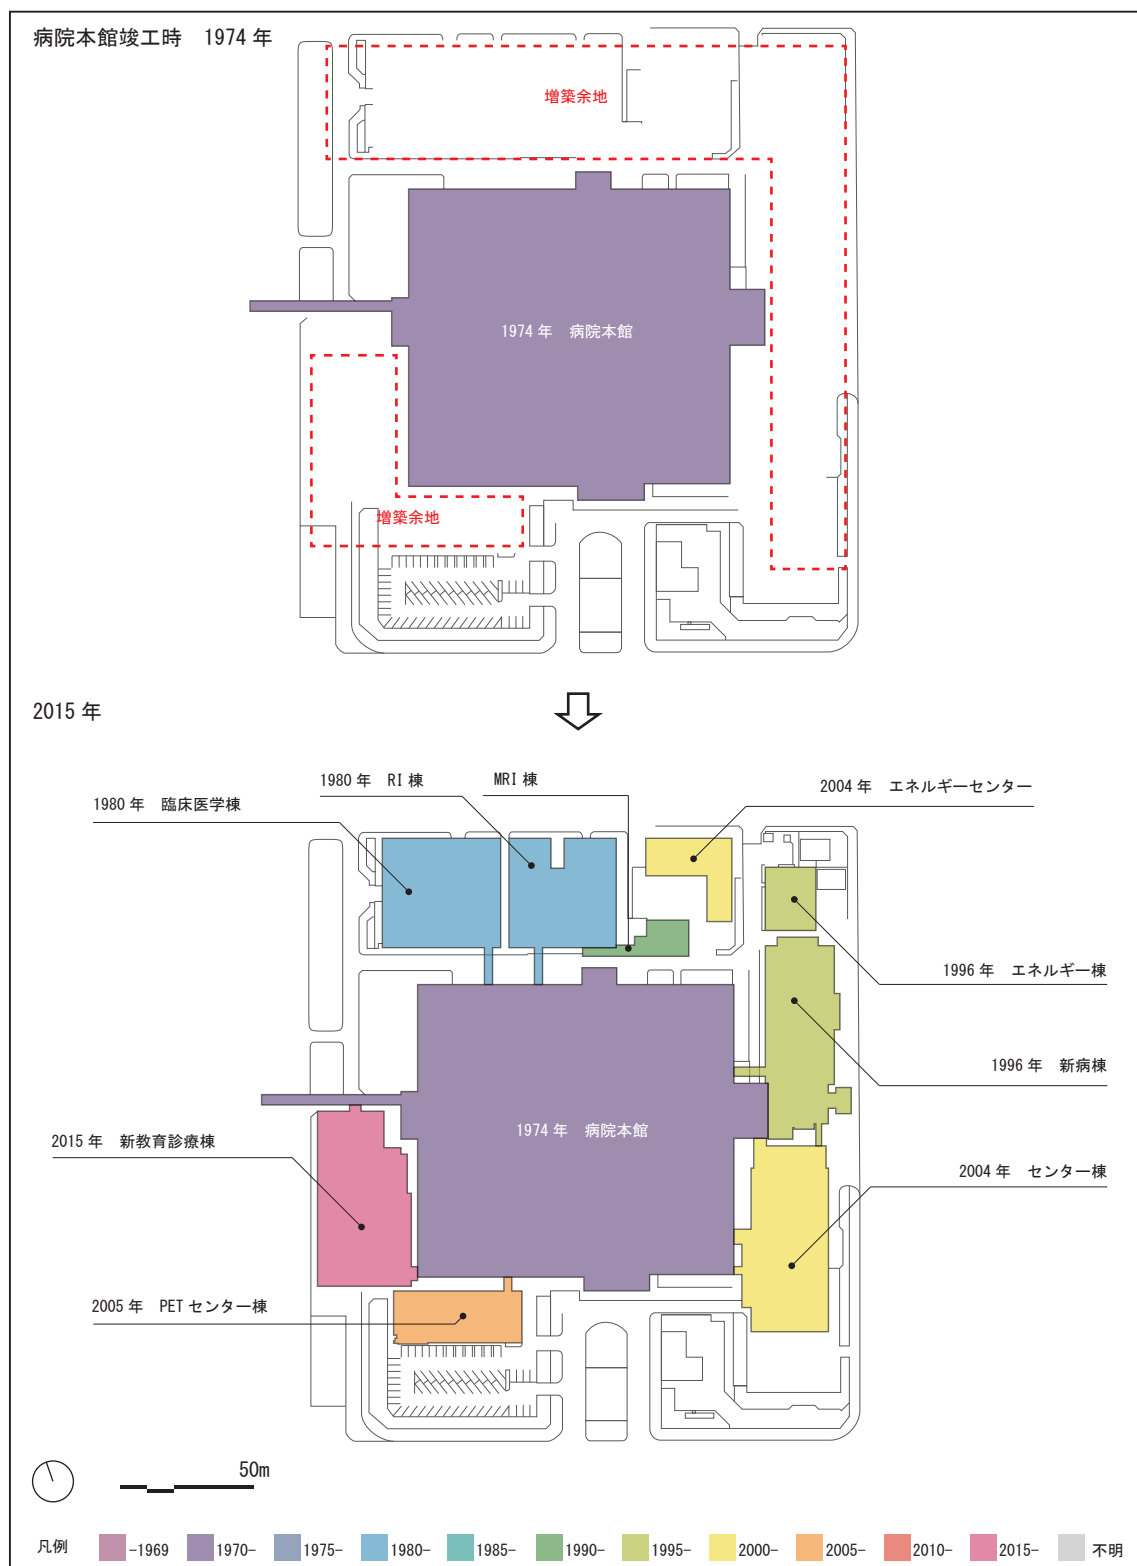 病院本館竣工時　1974 年
増築余地
1974 年　病院本館
増築余地
2015 年
1980 年　RI 棟
MRI 棟
2004 年　エネルギーセンター
1980 年　臨床医学棟
1996 年　エネルギー棟
1996 年　新病棟
1974 年　病院本館
2015 年　新教育診療棟
2004 年　センター棟
2005 年　PET センター棟
50m
凡例　-1969　1970-　1975-　1980-　1985-　1990-　1995-　2000-　2005-　2010-　2015-　不明